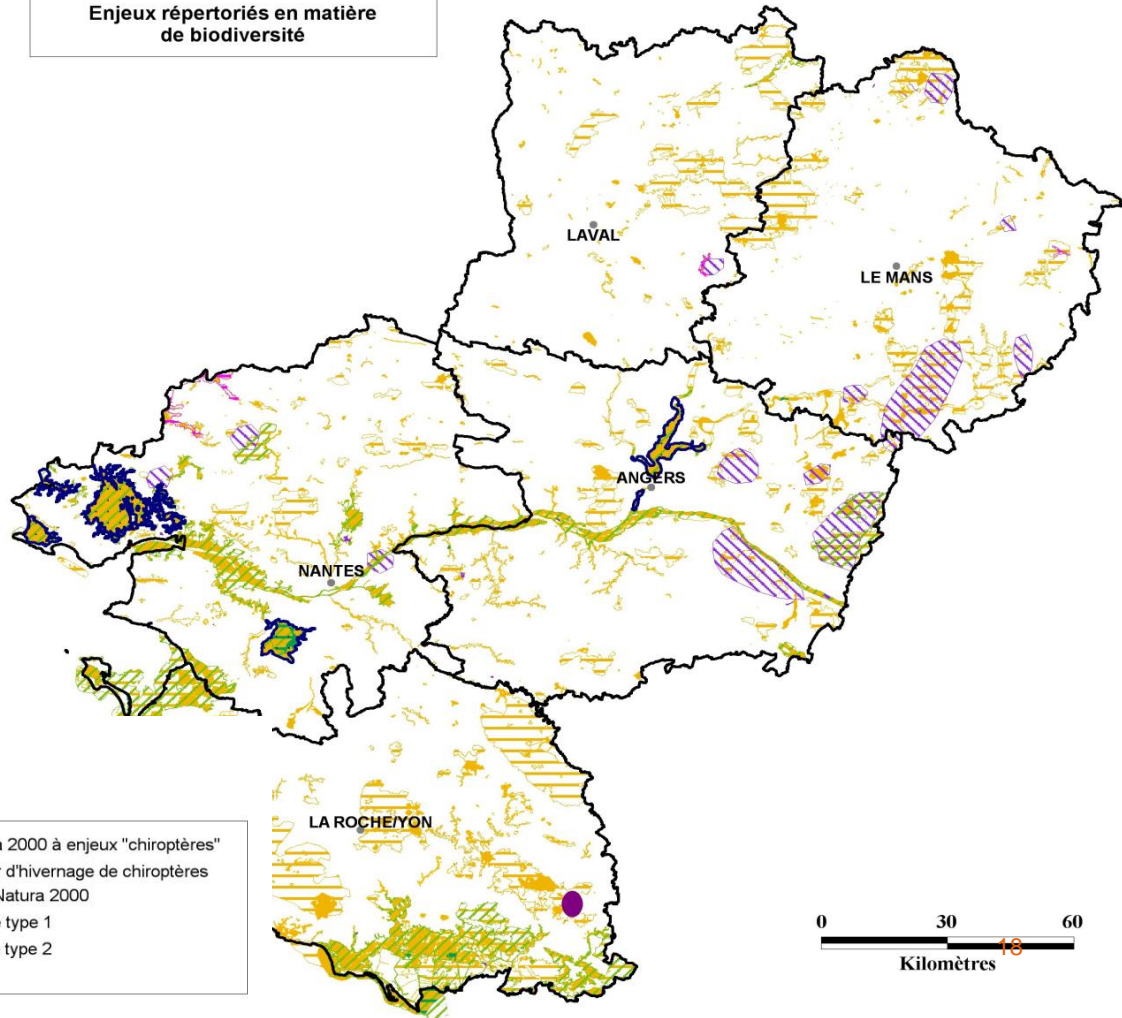 Enjeux répertoriés en matière
de biodiversité
LAVAL
LE MANS
ANGERS
NANTES
LA ROCHE/YON
2000 à enjeux "chiroptères"
d'hivernage de chiroptères
Natura 2000
type 1
type 2
0 30 60
Kilomètres
18